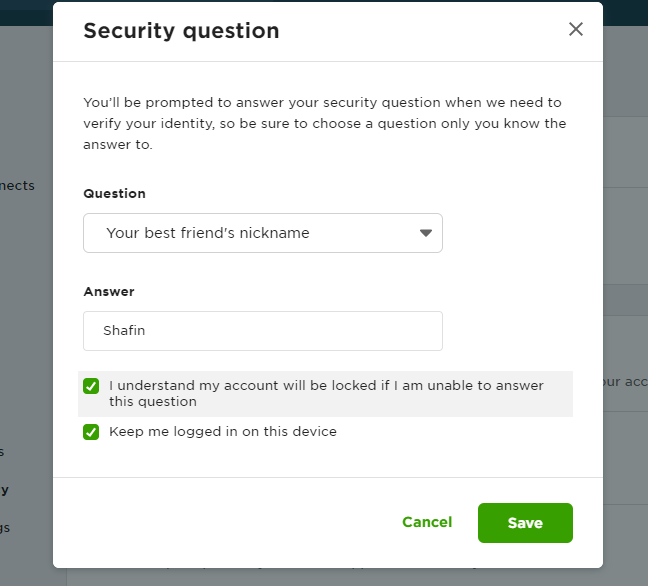 Security question
You'll be prompted to answer your security question when we need to
verify your identity, so be sure to choose a question only you know the
answer to.
nects
Question
Your best friend's nickname
Answer
Shafin
I understand my account will be locked if I am unable to answer
this question
our acc
Keep me logged in on this device
s
y
gs
Cancel
Save